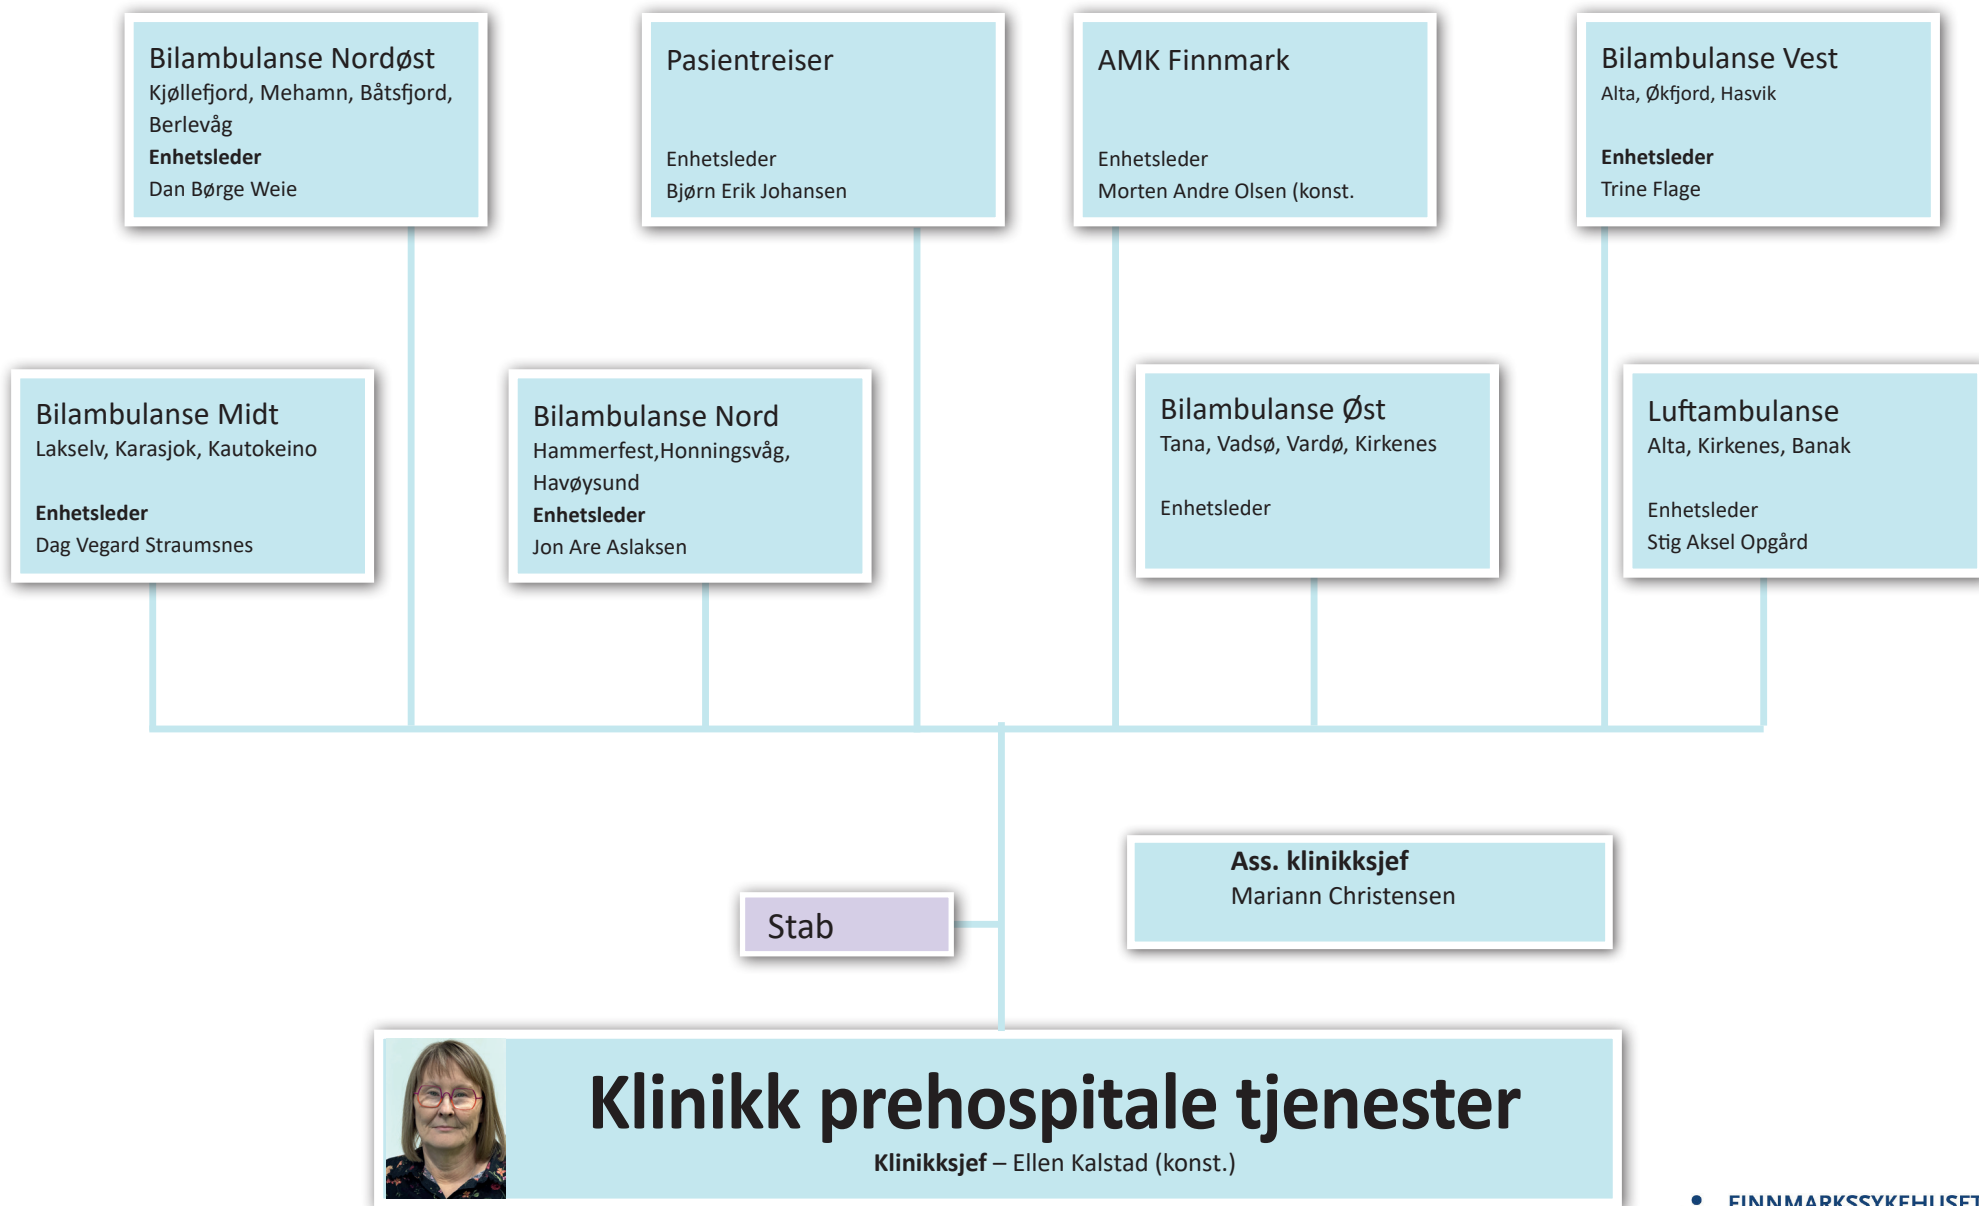 Bilambulanse Nordøst
Kjøllefjord, Mehamn, Båtsfjord,
Berlevåg
Enhetsleder
Dan Børge Weie
Pasientreiser
Enhetsleder
Bjørn Erik Johansen
AMK Finnmark
Enhetsleder
Morten Andre Olsen (konst.
Bilambulanse Vest
Alta, Økfjord, Hasvik
Enhetsleder
Trine Flage
Bilambulanse Midt
Lakselv, Karasjok, Kautokeino
Enhetsleder
Dag Vegard Straumsnes
Bilambulanse Nord
Hammerfest,Honningsvåg,
Havøysund
Enhetsleder
Jon Are Aslaksen
Bilambulanse Øst
Tana, Vadsø, Vardø, Kirkenes
Enhetsleder
Luftambulanse
Alta, Kirkenes, Banak
Enhetsleder
Stig Aksel Opgård
Ass. klinikksjef
Mariann Christensen
Stab
Klinikk prehospitale tjenester
Klinikksjef – Ellen Kalstad (konst.)
FINNMARKSSYKEHUSET